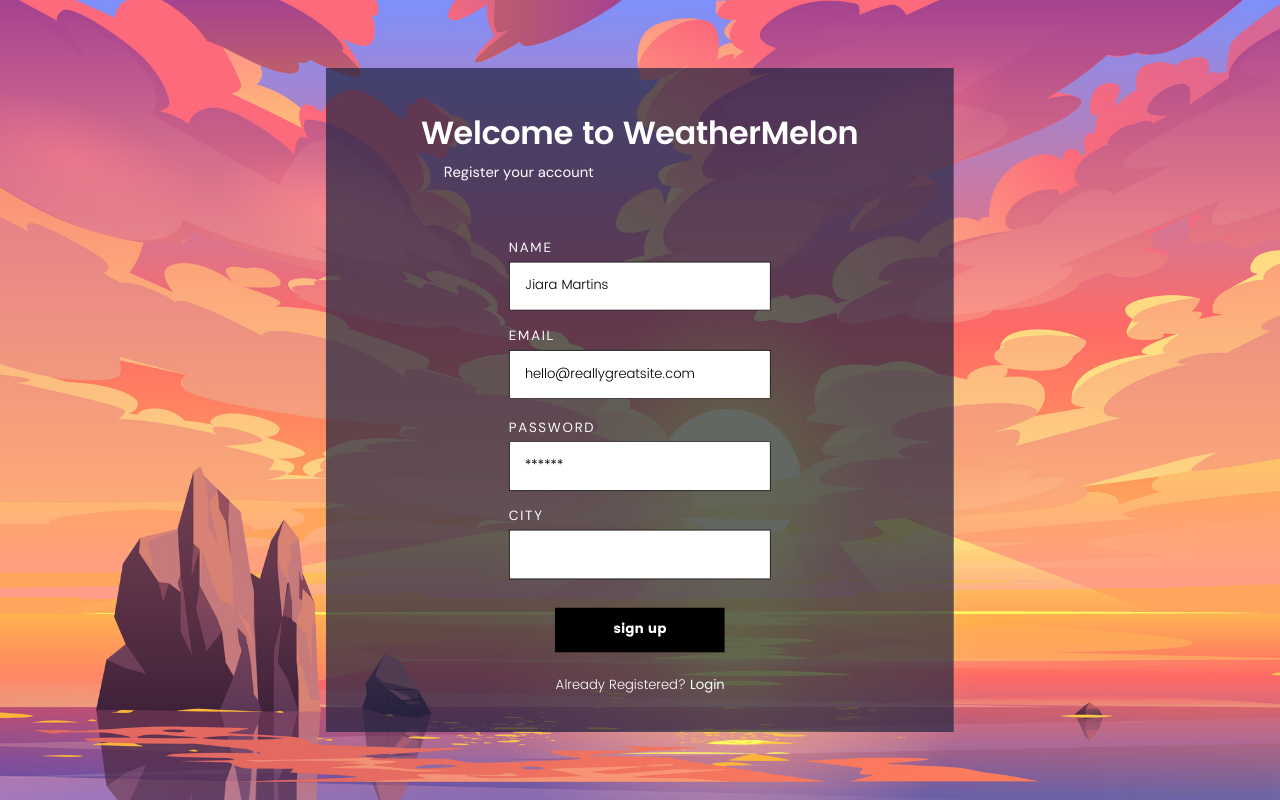 Welcome to WeatherMelon
Register your account
NAME
Jiara Martins
EMAIL
hello@reallygreatsite.com
PASSWORD
******
CITY
sign up
Already Registered? Login